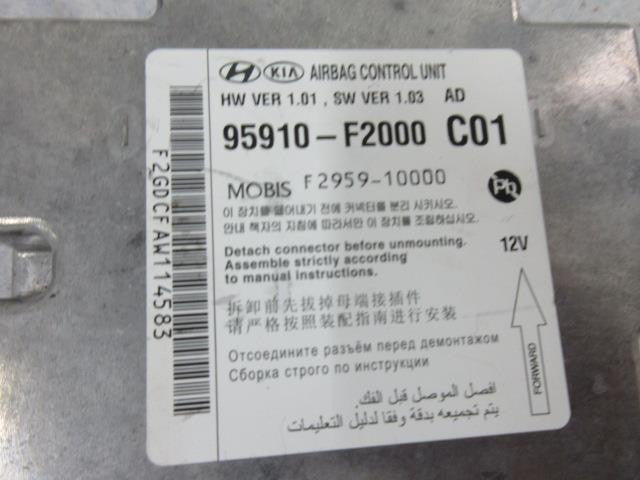 KIA AIRBAG CONTROL UNIT
HW VER 1.01 , SW VER 1.03 AD
95910-F2000 C01
MOBIS F2959-10000
Pb
이 장치를 떼어내기 전에 커넥터를 분리 시키시오.
안내 책자의 지침에 따라서만 이 장치를 조립하십시오
Detach connector before unmounting.
Assemble strictly according
to manual instructions.
12V
拆卸前先拔掉母端接插件
请严格按照装配指南进行安装
Отсоедините разъём перед демонтажом
Сборка строго по инструкции
افصل الموصل قبل الفك.
يتم تجميعه بدقة وفقا لدليل التعليمات.
FORWARD
F2GDCFAW114583